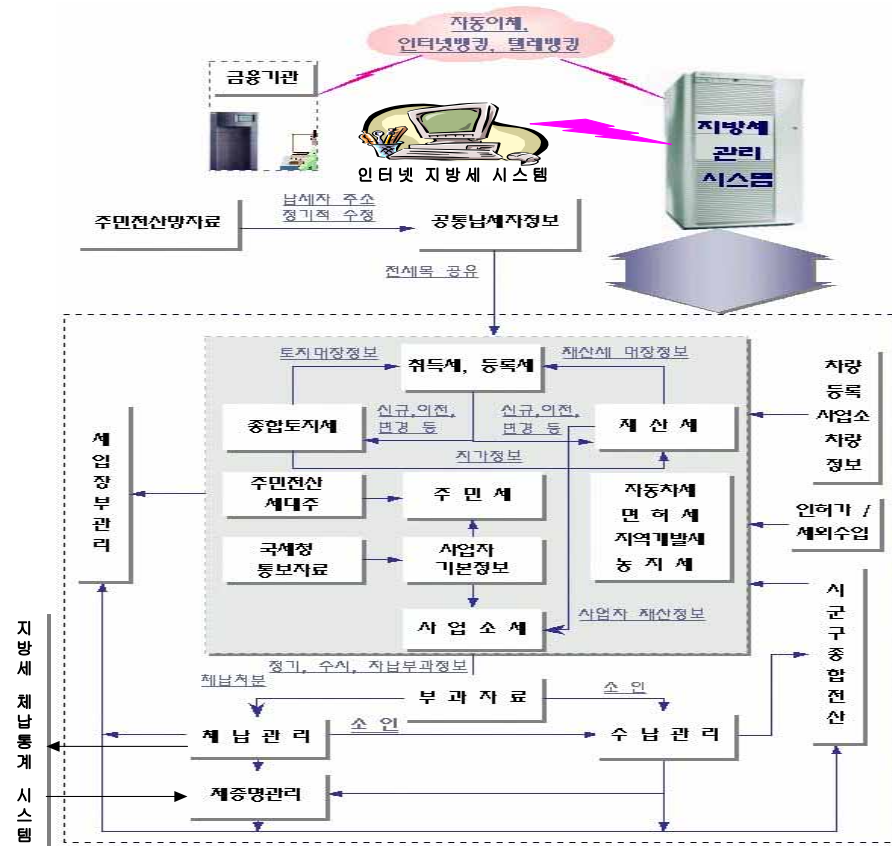 자동이체,
인터넷뱅킹, 텔레뱅킹
금융기관
지방세
관리
시스템
인터넷 지방세 시스템
주민전산망자료
납세자 주소
정기적 수정
공통납세자정보
전세목 공유
토지대장정보
취득세, 등록세
재산세 대장정보
차량
등록
사업소
차량
정보
종합토지세
신규,이전,
변경 등
신규,이전,
변경 등
재 산 세
지가정보
세
입
장
부
관
리
주민전산
세대주
주 민 세
자동차세
면 허 세
지역개발세
농 지 세
인허가 /
세외수입
국세청
통보자료
사업자
기본정보
사 업 소 세
사업자 재산정보
시
군
구
종
합
전
산
정기, 수시, 자납부과정보
체납처분
부 과 자 료
소 인
체 납 관 리
소 인
수 납 관 리
제증명관리
지
방
세
체
납
통
계
시
스
템